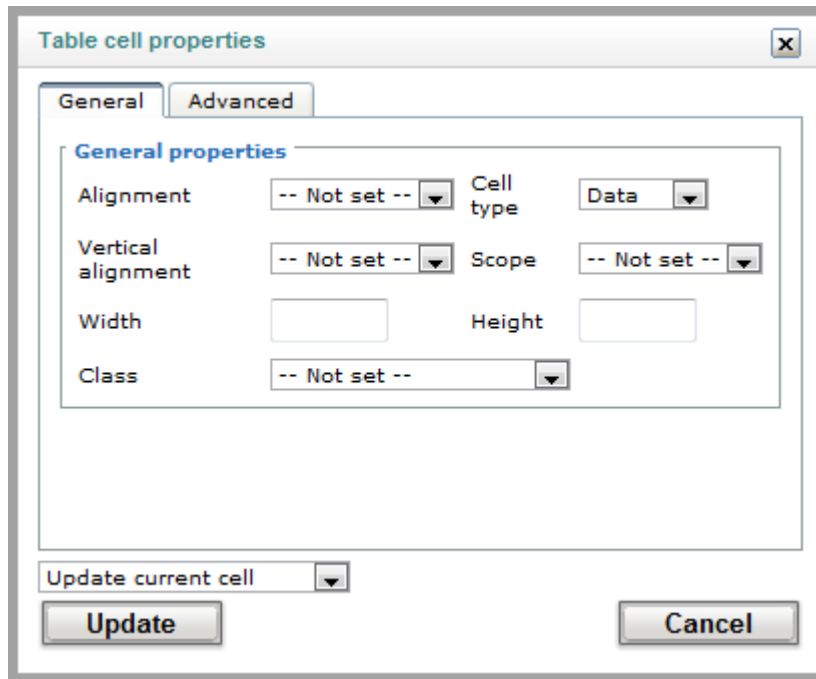 Table cell properties
General Advanced
General properties
Alignment -- Not set -- Cell type Data
Vertical alignment -- Not set -- Scope -- Not set --
Width Height
Class -- Not set --
Update current cell
Update Cancel